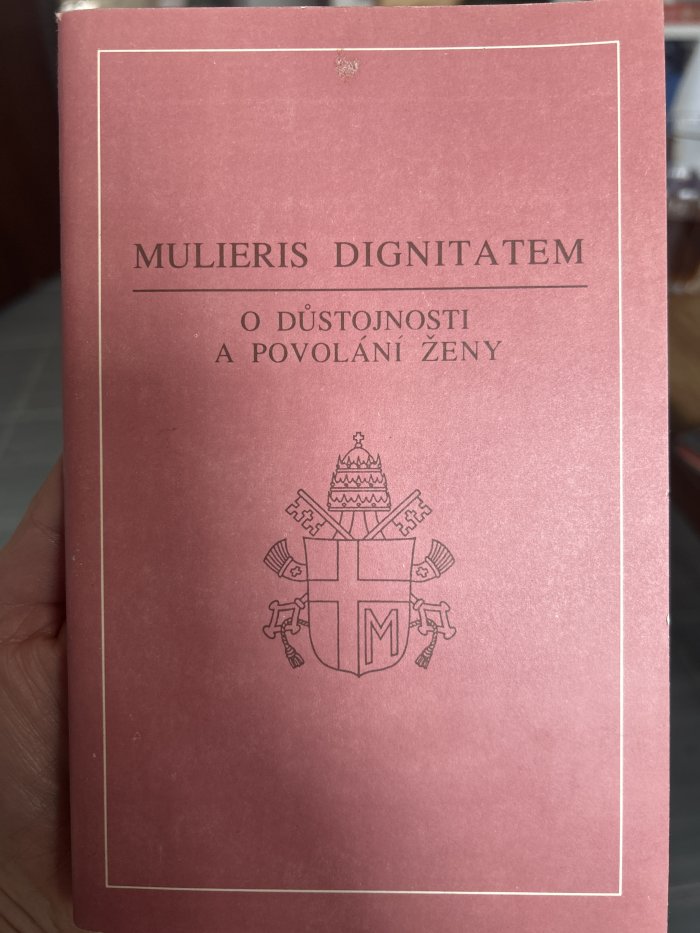 MULIERIS DIGNITATEM
O DŮSTOJNOSTI
A POVOLÁNÍ ŽENY
M